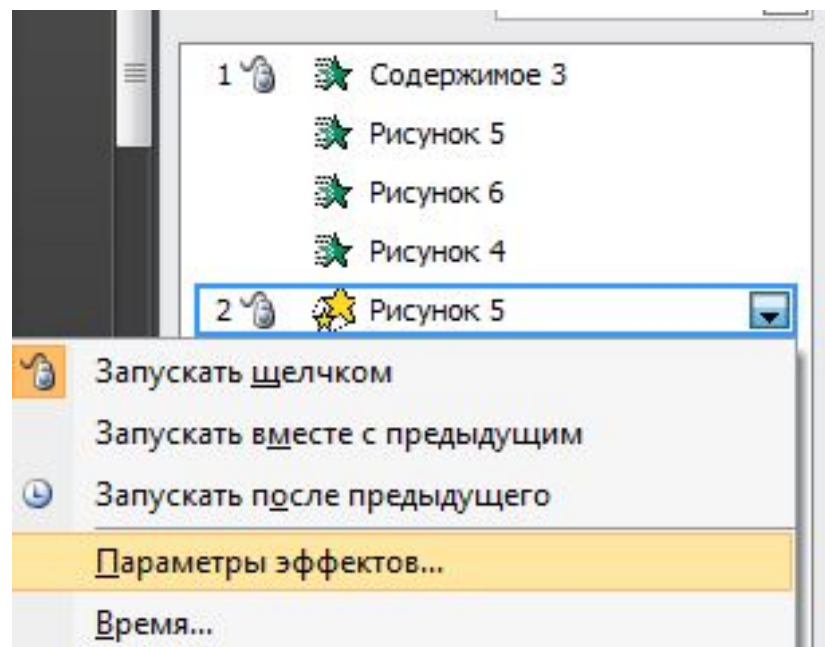 1 Содержимое 3
Рисунок 5
Рисунок 6
Рисунок 4
2 Рисунок 5
Запускать щелчком
Запускать вместе с предыдущим
Запускать после предыдущего
Параметры эффектов...
Время...